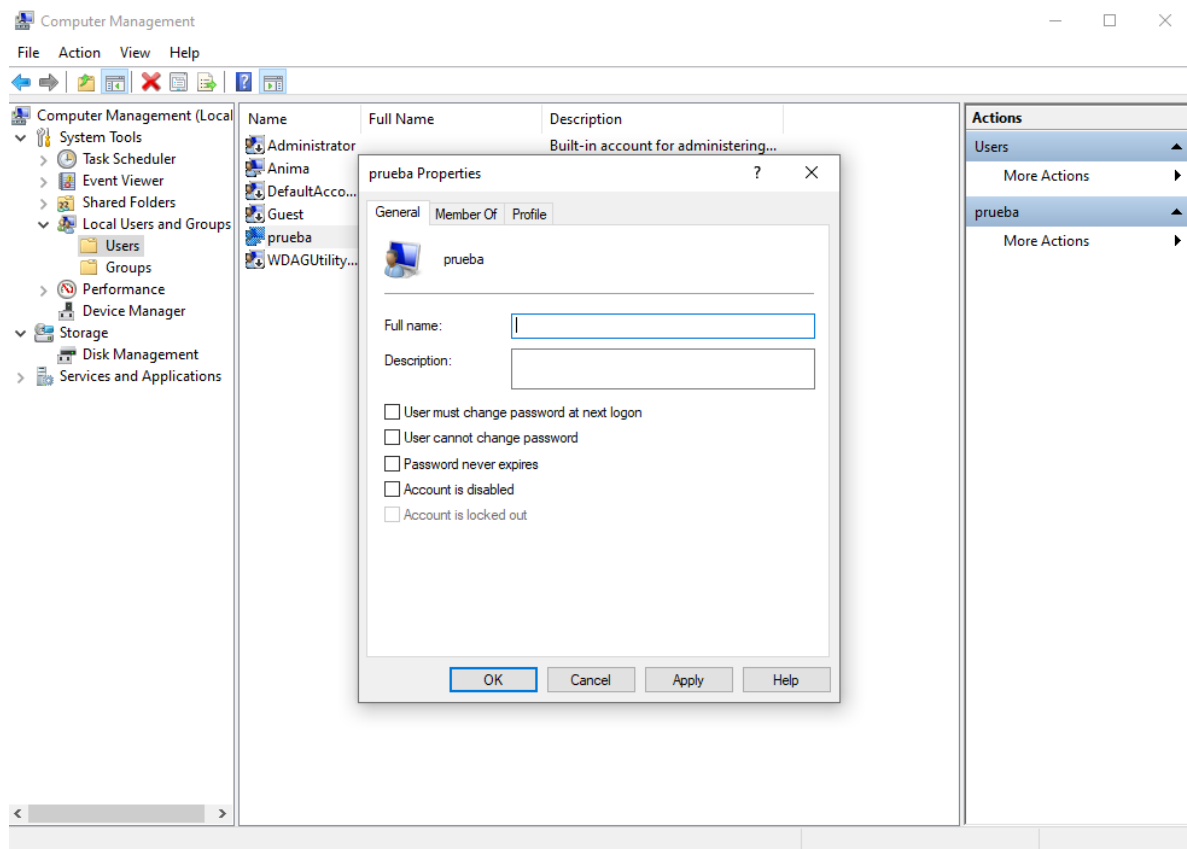 Computer Management
File Action View Help
Computer Management (Local
System Tools
Task Scheduler
Event Viewer
Shared Folders
Local Users and Groups
Users
Groups
Performance
Device Manager
Storage
Disk Management
Services and Applications
Name Full Name Description
Administrator Built-in account for administering...
Anima
DefaultAcco...
Guest
prueba
WDAGUtility...
prueba Properties ?
General Member Of Profile
prueba
Full name:
Description:
User must change password at next logon
User cannot change password
Password never expires
Account is disabled
Account is locked out
OK Cancel Apply Help
Actions
Users
More Actions
prueba
More Actions